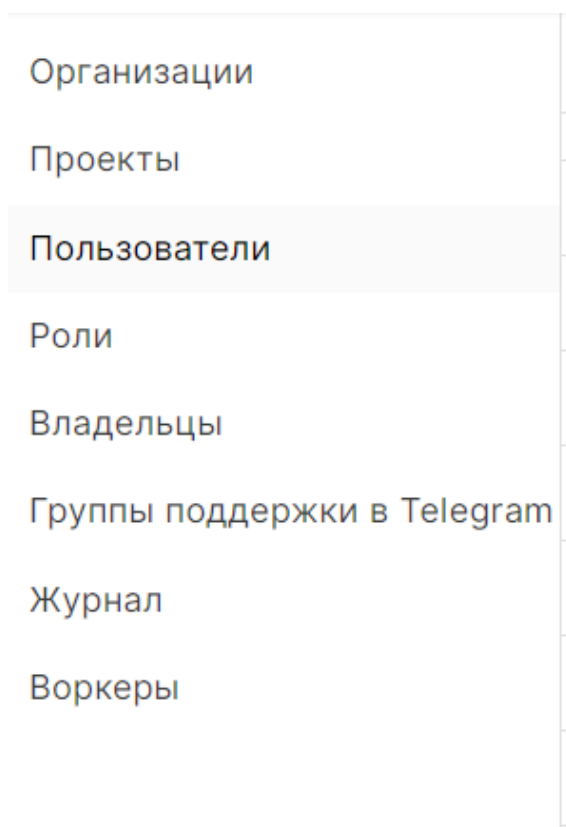 Организации
Проекты
Пользователи
Роли
Владельцы
Группы поддержки в Telegram
Журнал
Воркеры